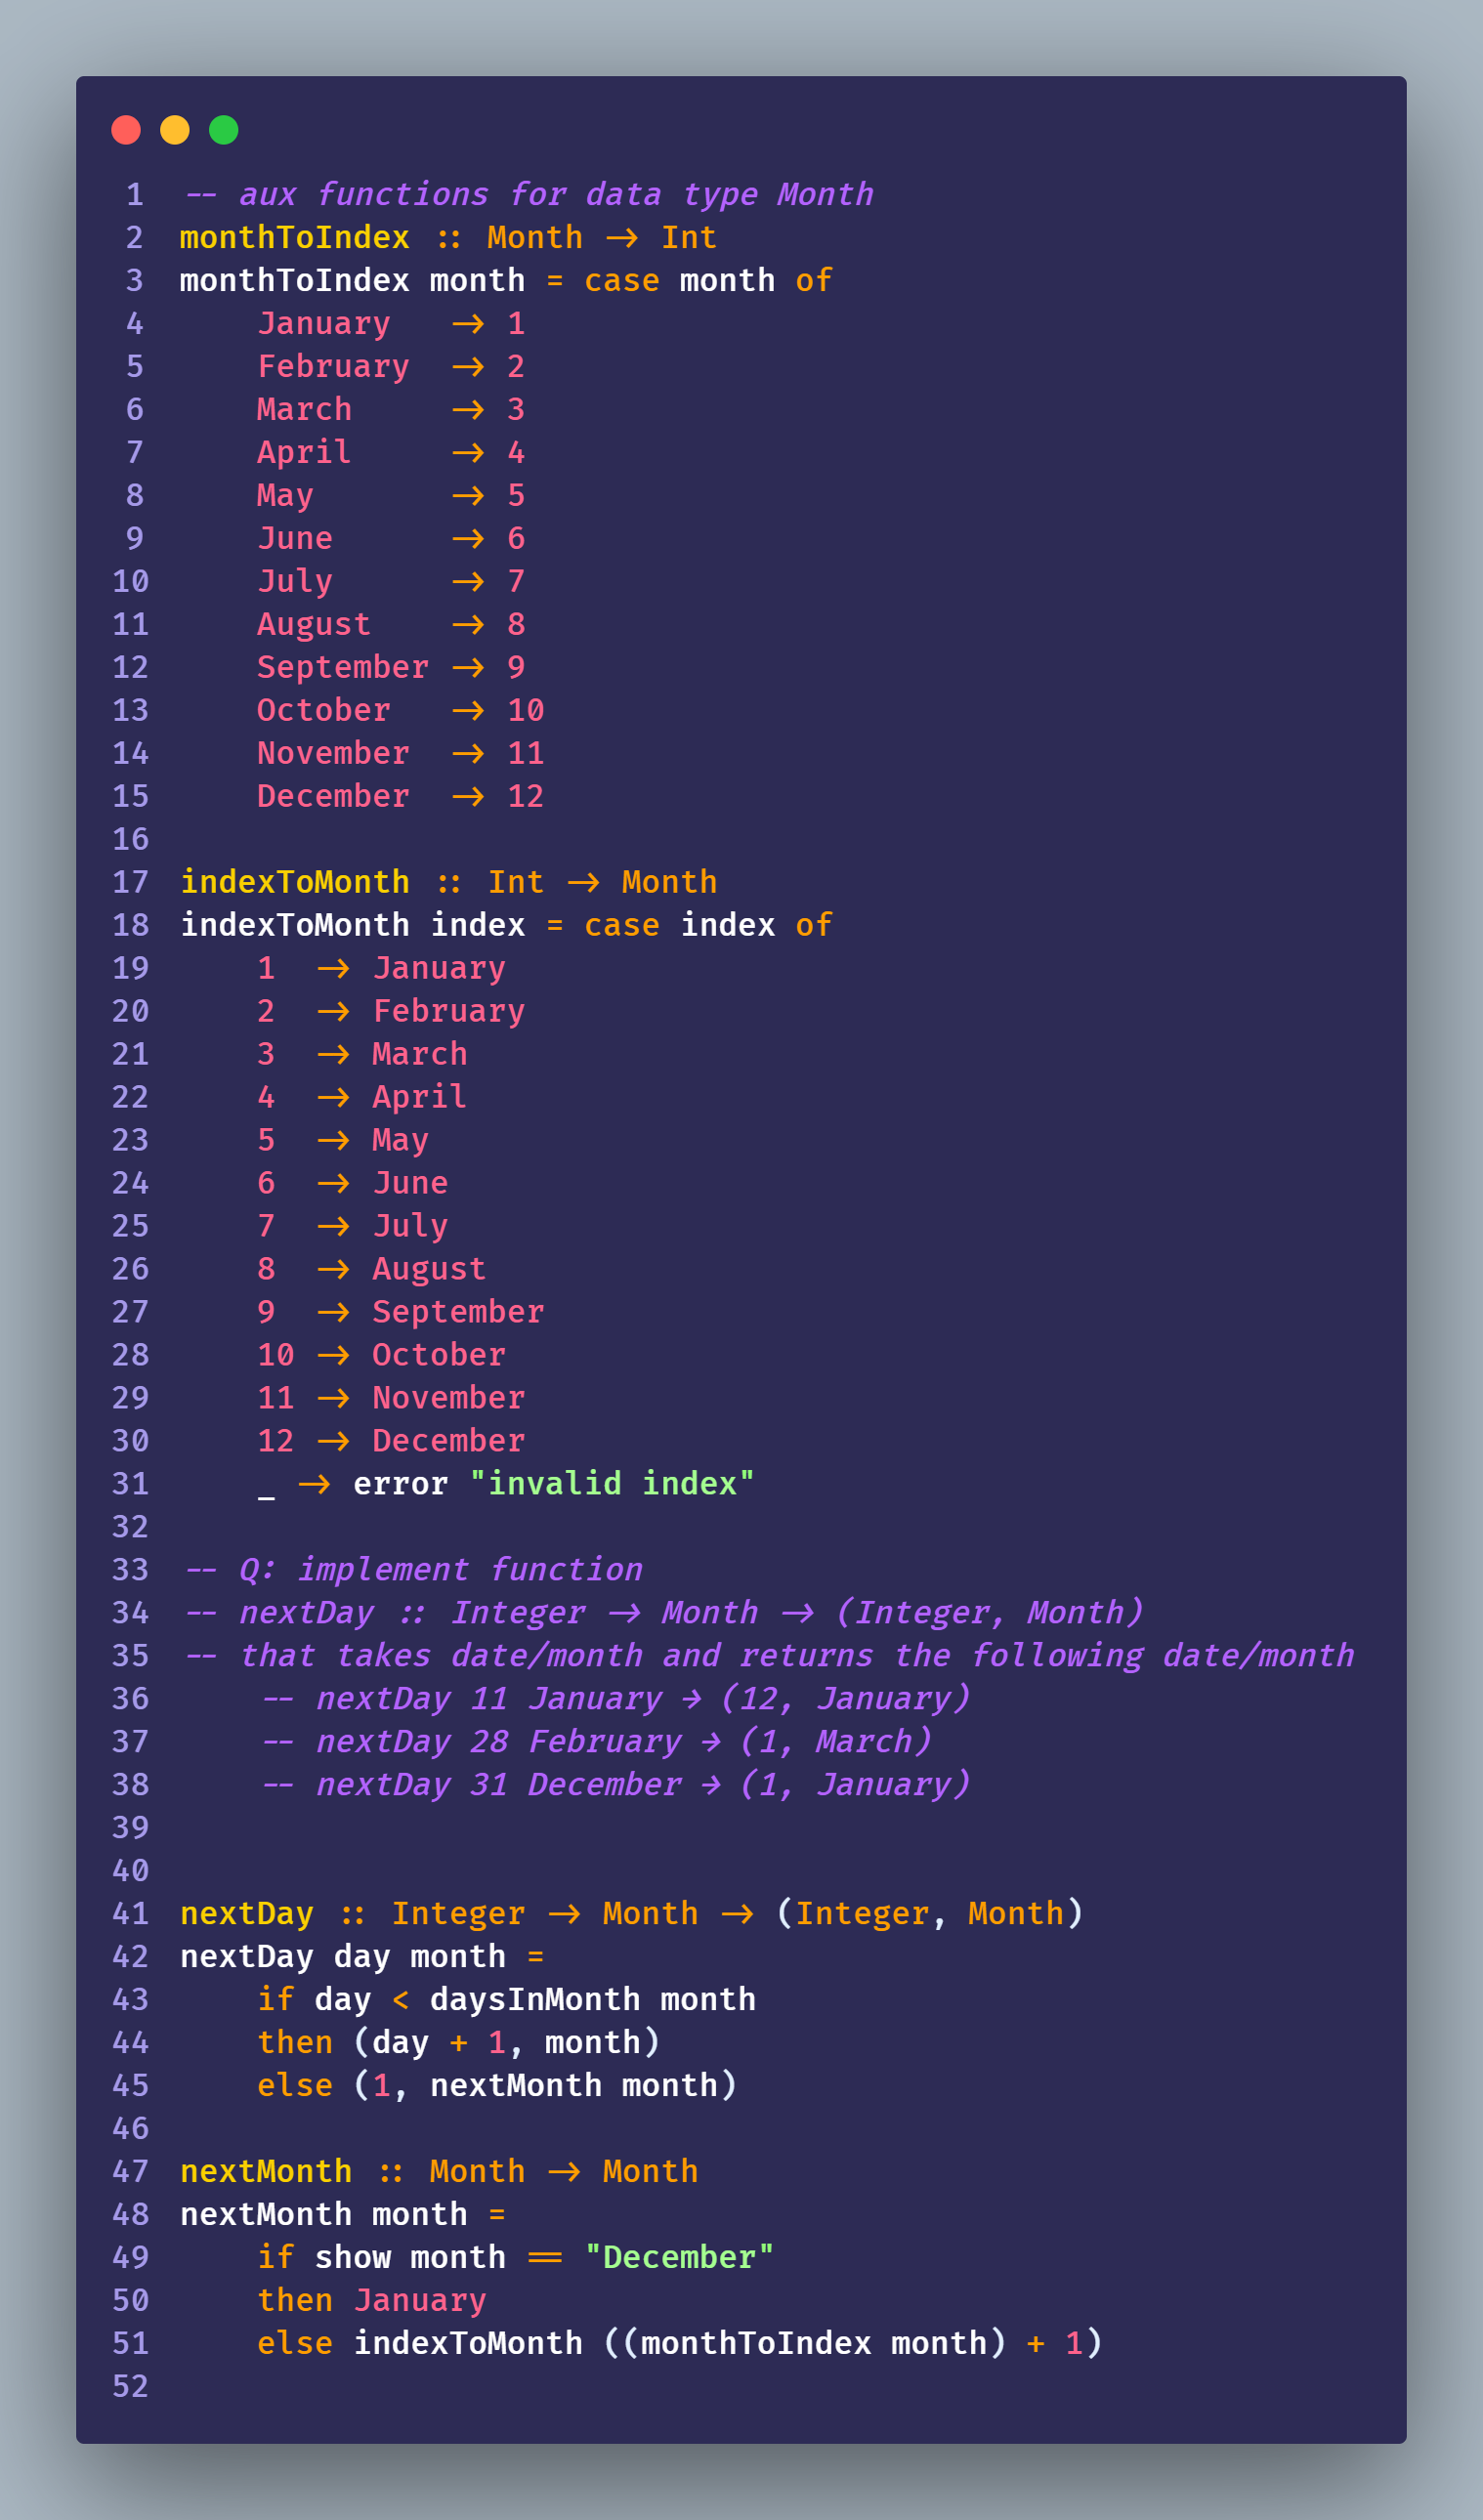 1 -- aux functions for data type Month
2 monthToIndex :: Month -> Int
3 monthToIndex month = case month of
4     January   -> 1
5     February  -> 2
6     March     -> 3
7     April     -> 4
8     May       -> 5
9     June      -> 6
10     July      -> 7
11     August    -> 8
12     September -> 9
13     October   -> 10
14     November  -> 11
15     December  -> 12
16
17 indexToMonth :: Int -> Month
18 indexToMonth index = case index of
19     1  -> January
20     2  -> February
21     3  -> March
22     4  -> April
23     5  -> May
24     6  -> June
25     7  -> July
26     8  -> August
27     9  -> September
28     10 -> October
29     11 -> November
30     12 -> December
31     _ -> error "invalid index"
32
33 -- Q: implement function
34 -- nextDay :: Integer -> Month -> (Integer, Month)
35 -- that takes date/month and returns the following date/month
36     -- nextDay 11 January → (12, January)
37     -- nextDay 28 February → (1, March)
38     -- nextDay 31 December → (1, January)
39
40
41 nextDay :: Integer -> Month -> (Integer, Month)
42 nextDay day month =
43     if day < daysInMonth month
44     then (day + 1, month)
45     else (1, nextMonth month)
46
47 nextMonth :: Month -> Month
48 nextMonth month =
49     if show month == "December"
50     then January
51     else indexToMonth ((monthToIndex month) + 1)
52